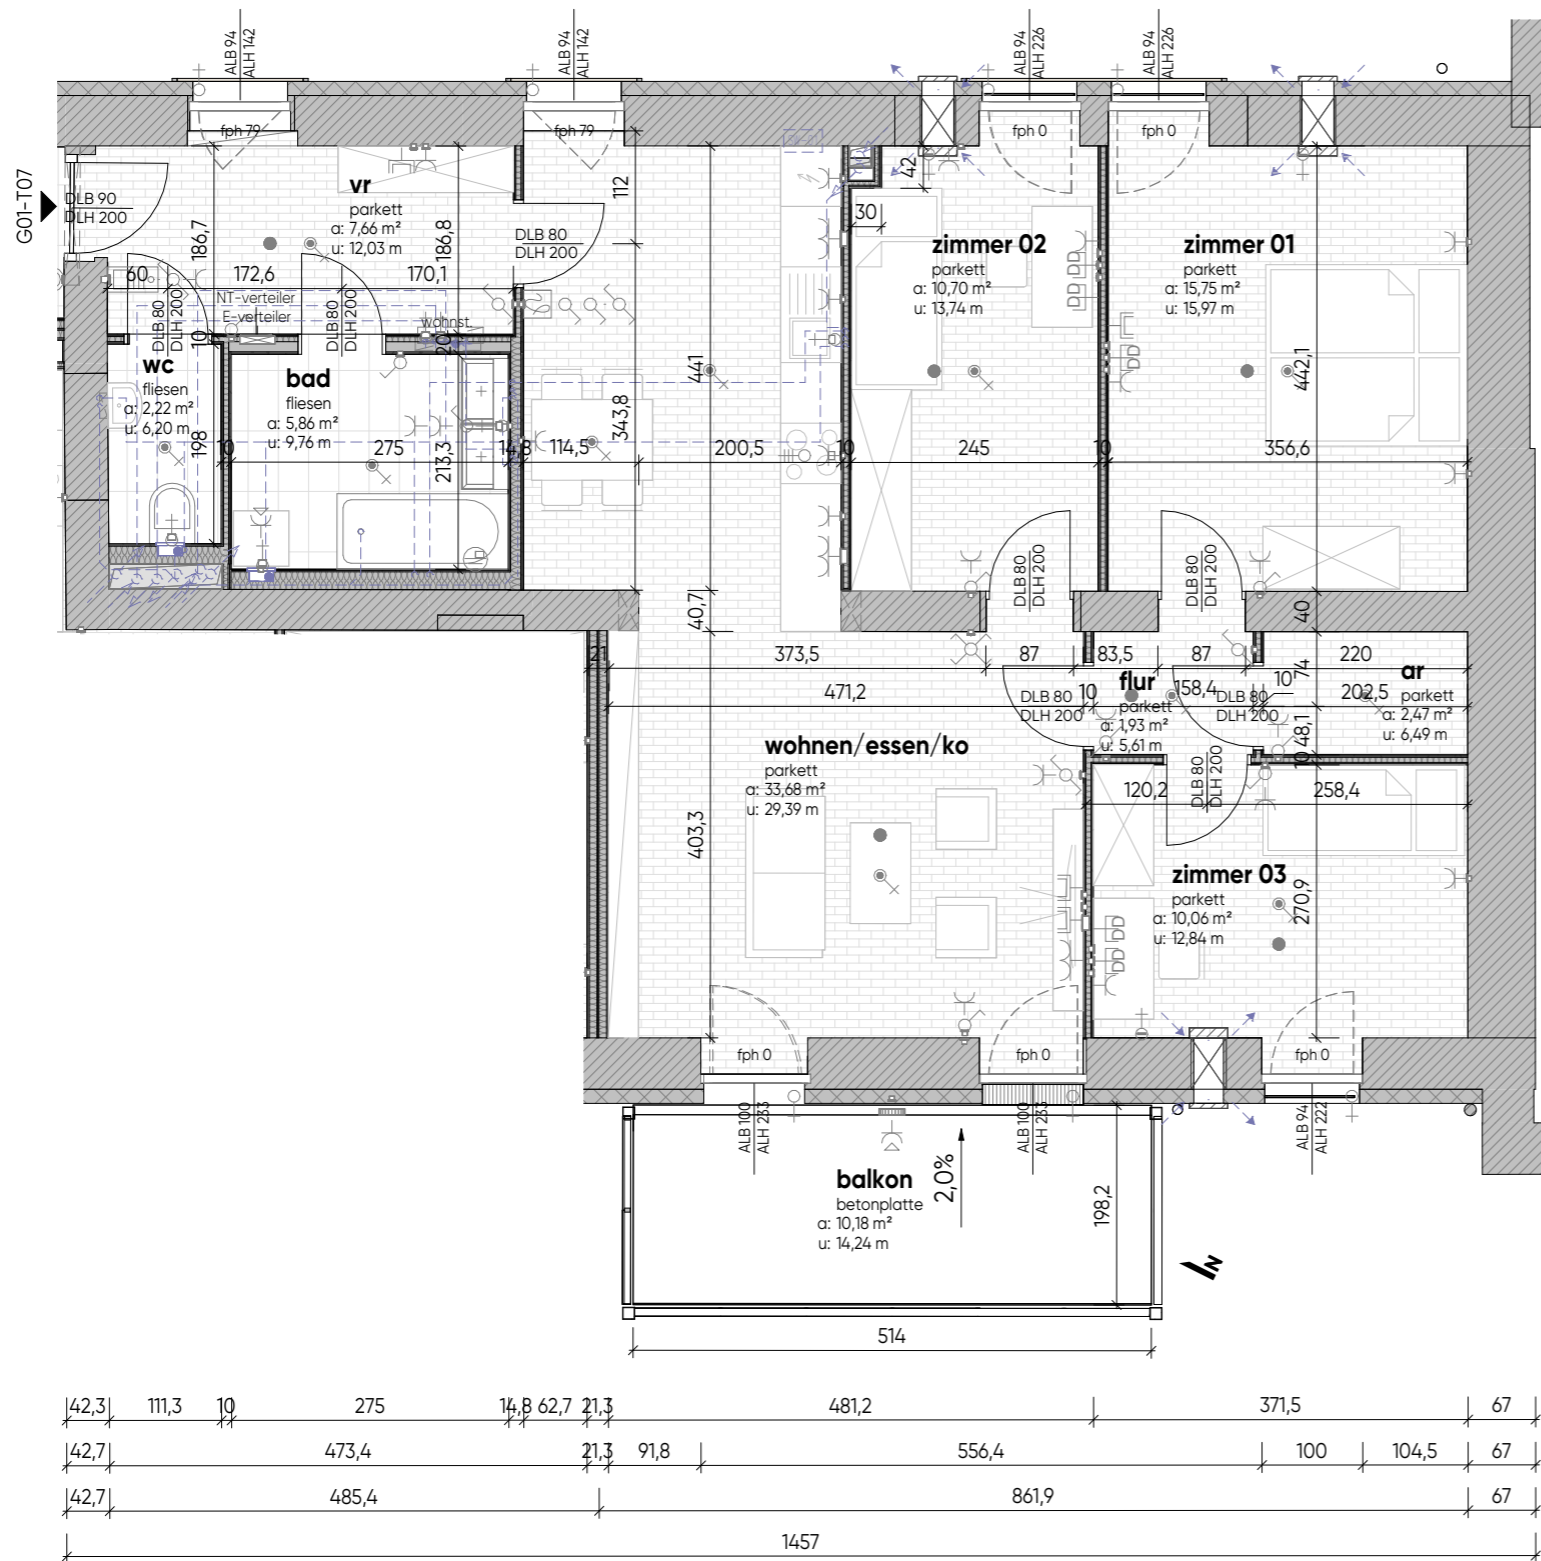 ALB 94
ALH 142
ALB 94
ALH 142
ALB 94
ALH 226
ALB 94
ALH 226
fph 79
fph 79
fph 0
fph 0
G01-T07
DLB 90
DLH 200
vr
parkett
a: 7,66 m²
u: 12,03 m
186,7
186,8
60
172,6
170,1
NT-verteiler
E-verteiler
wohnst.
DLB 80
DLH 200
DLB 80
DLH 200
DLB 80
DLH 200
112
42
30
zimmer 02
parkett
a: 10,70 m²
u: 13,74 m
zimmer 01
parkett
a: 15,75 m²
u: 15,97 m
10
20
wc
fliesen
a: 2,22 m²
u: 6,20 m
198
bad
fliesen
a: 5,86 m²
u: 9,76 m
441
343,8
442,1
10
275
213,3
14,8
114,5
200,5
10
245
10
356,6
DLB 80
DLH 200
DLB 80
DLH 200
40,7
40
21
373,5
87
83,5
87
74
220
471,2
10
158,4
10
202,5
DLB 80
DLH 200
DLB 80
DLH 200
flur
parkett
a: 1,93 m²
u: 5,61 m
ar
parkett
a: 2,47 m²
u: 6,49 m
48,1
10
wohnen/essen/ko
parkett
a: 33,68 m²
u: 29,39 m
403,3
DLB 80
DLH 200
120,2
258,4
zimmer 03
parkett
a: 10,06 m²
u: 12,84 m
270,9
fph 0
fph 0
fph 0
ALB 100
ALH 233
ALB 100
ALH 233
ALB 94
ALH 222
balkon
betonplatte
a: 10,18 m²
u: 14,24 m
2,0%
198,2
N
514
42,3 111,3 10 275 14,8 62,7 21,3 481,2 371,5 67
42,7 473,4 21,3 91,8 556,4 100 104,5 67
42,7 485,4 861,9 67
1457